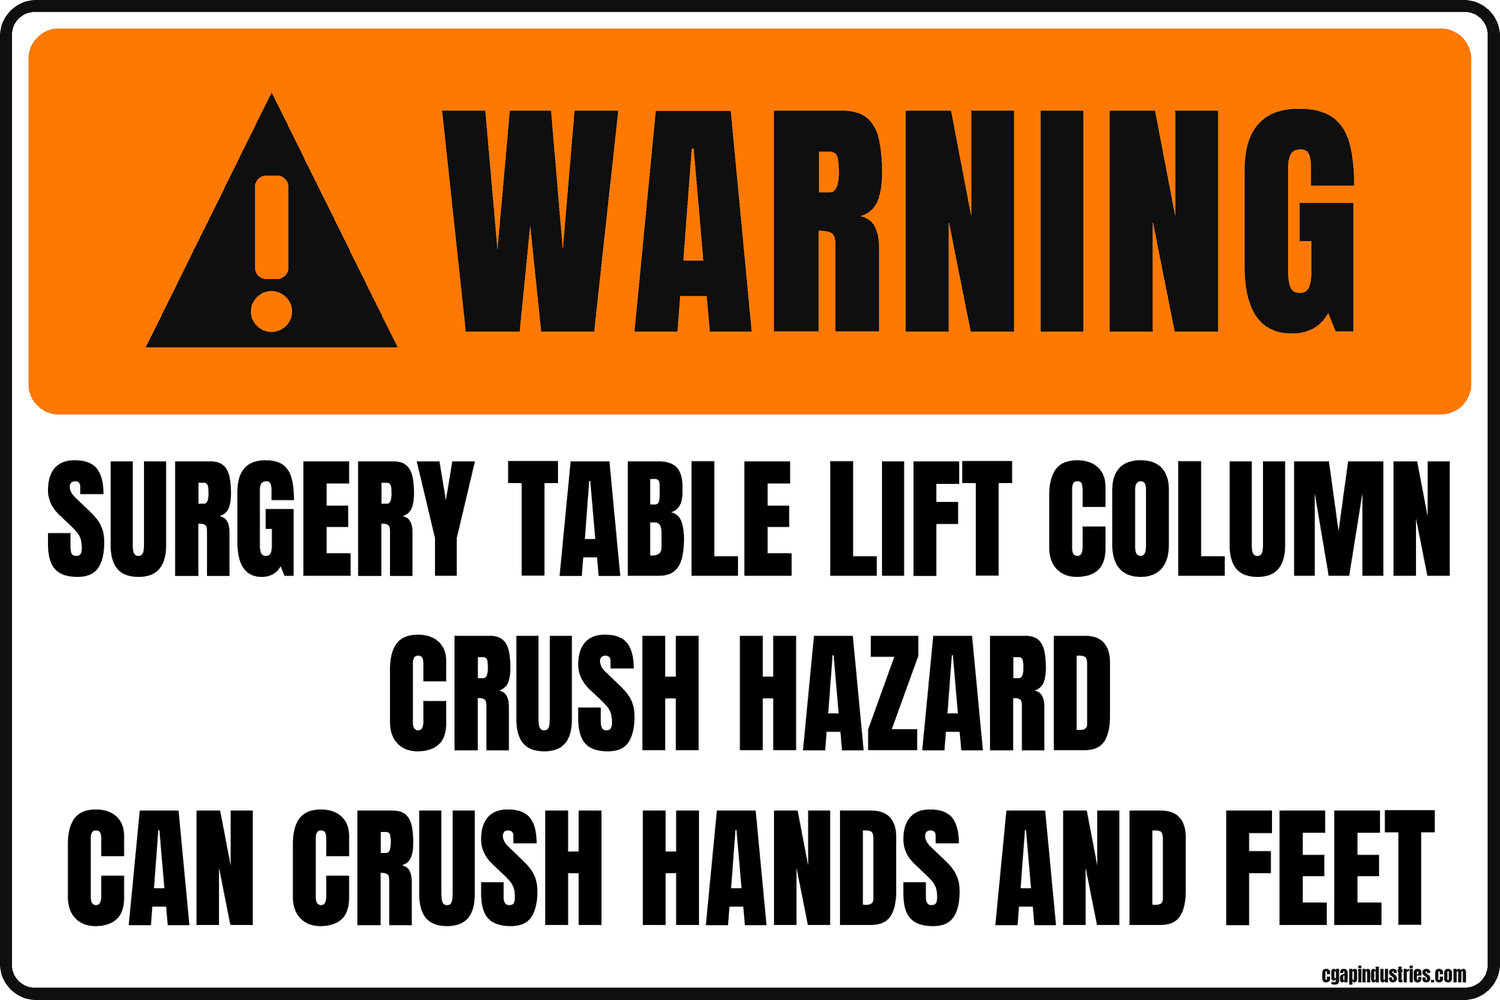 WARNING
SURGERY TABLE LIFT COLUMN
CRUSH HAZARD
CAN CRUSH HANDS AND FEET
cgapindustries.com